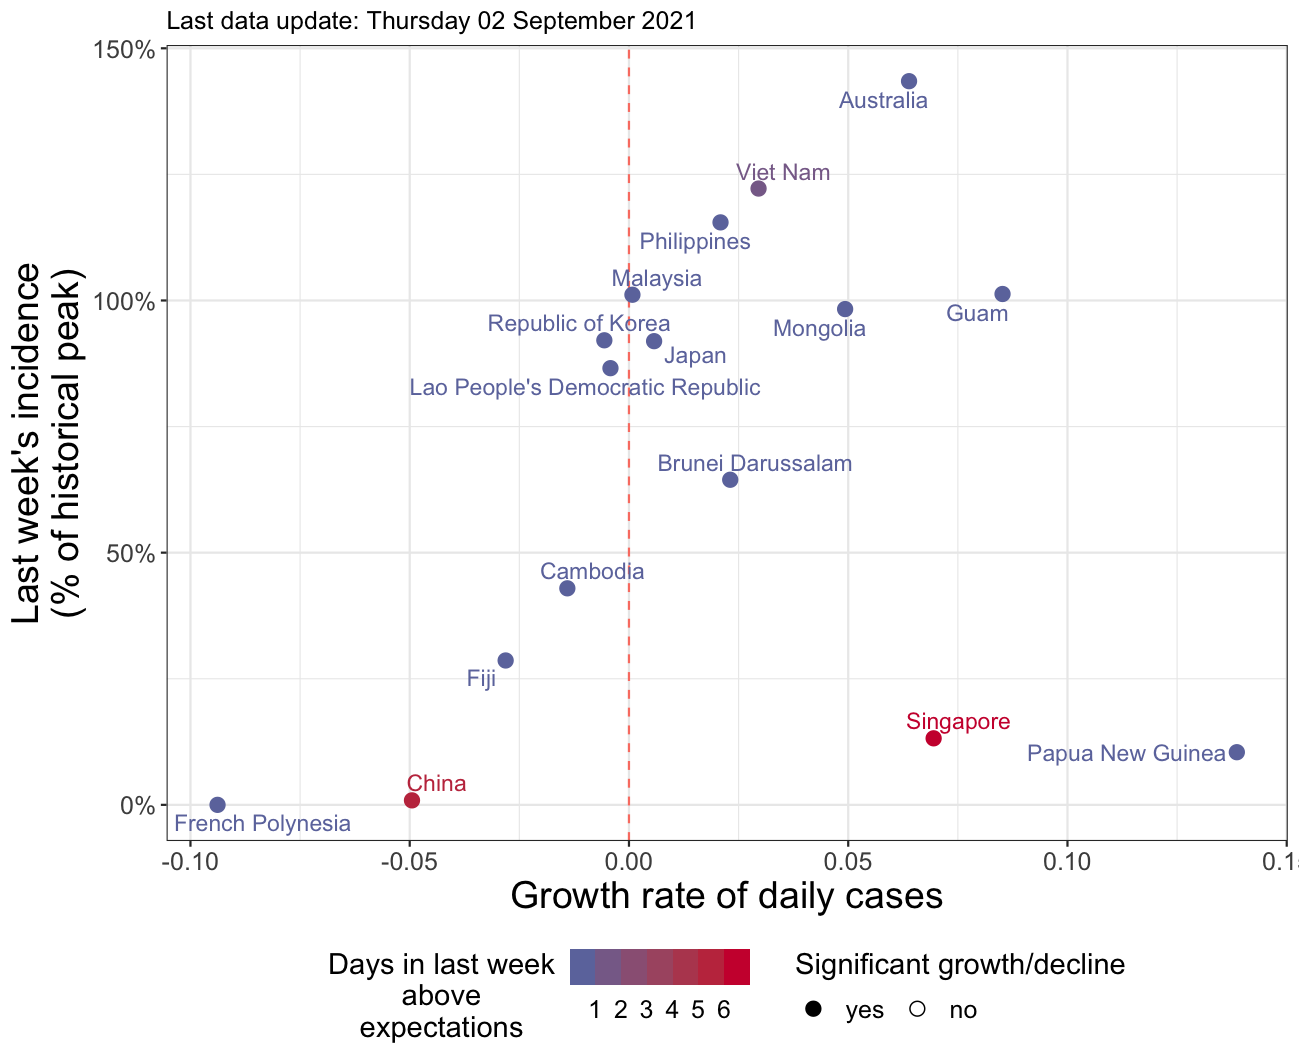 Last data update: Thursday 02 September 2021
150%
Australia
Viet Nam
Philippines
Malaysia
100%
Guam
Mongolia
Republic of Korea
Japan
Lao People's Democratic Republic
Last week's incidence
(% of historical peak)
Brunei Darussalam
50%
Cambodia
Fiji
Singapore
Papua New Guinea
China
0%
French Polynesia
-0.10 -0.05 0.00 0.05 0.10 0.1
Growth rate of daily cases
Days in last week
above
expectations
1 2 3 4 5 6
Significant growth/decline
yes no